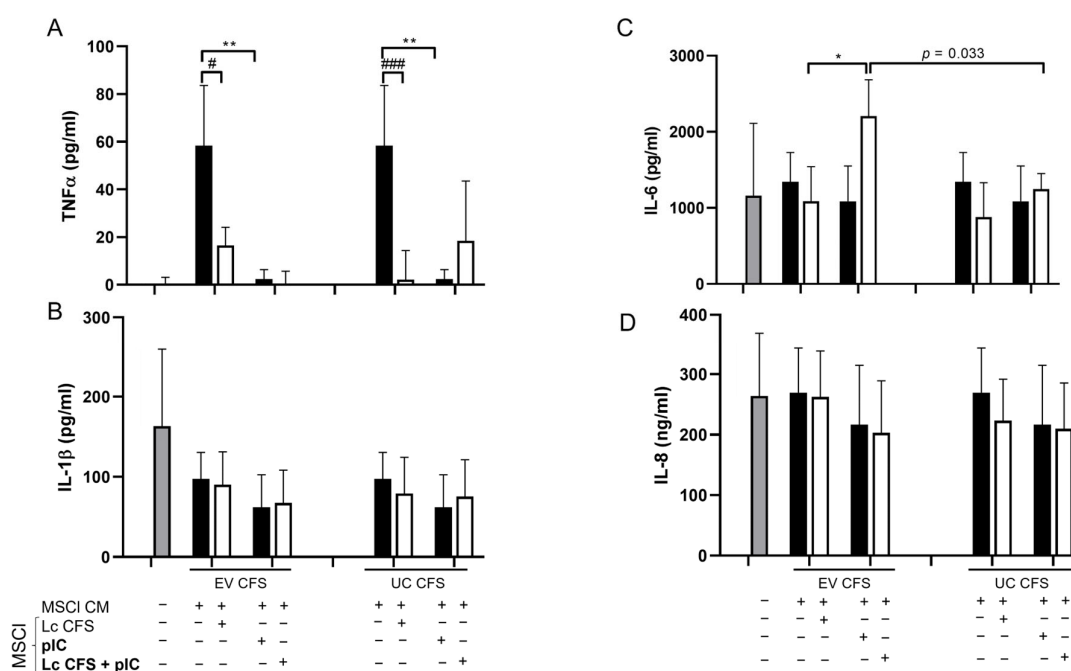 A
TNFα (pg/ml)
100
80
60
40
20
0
**
#
**
###
B
IL-1β (pg/ml)
300
200
100
0
EV CFS
UC CFS
MSCI CM − + + + + + + + +
Lc CFS − − + − − − + − −
pIC − − − + − − − + −
Lc CFS + pIC − − − − + − − − +
MSCI
C
IL-6 (pg/ml)
3000
2000
1000
0
*
p = 0.033
D
IL-8 (ng/ml)
400
300
200
100
0
EV CFS
UC CFS
− + + + + + + + +
− − + − − − + − −
− − − + − − − + −
− − − − + − − − +